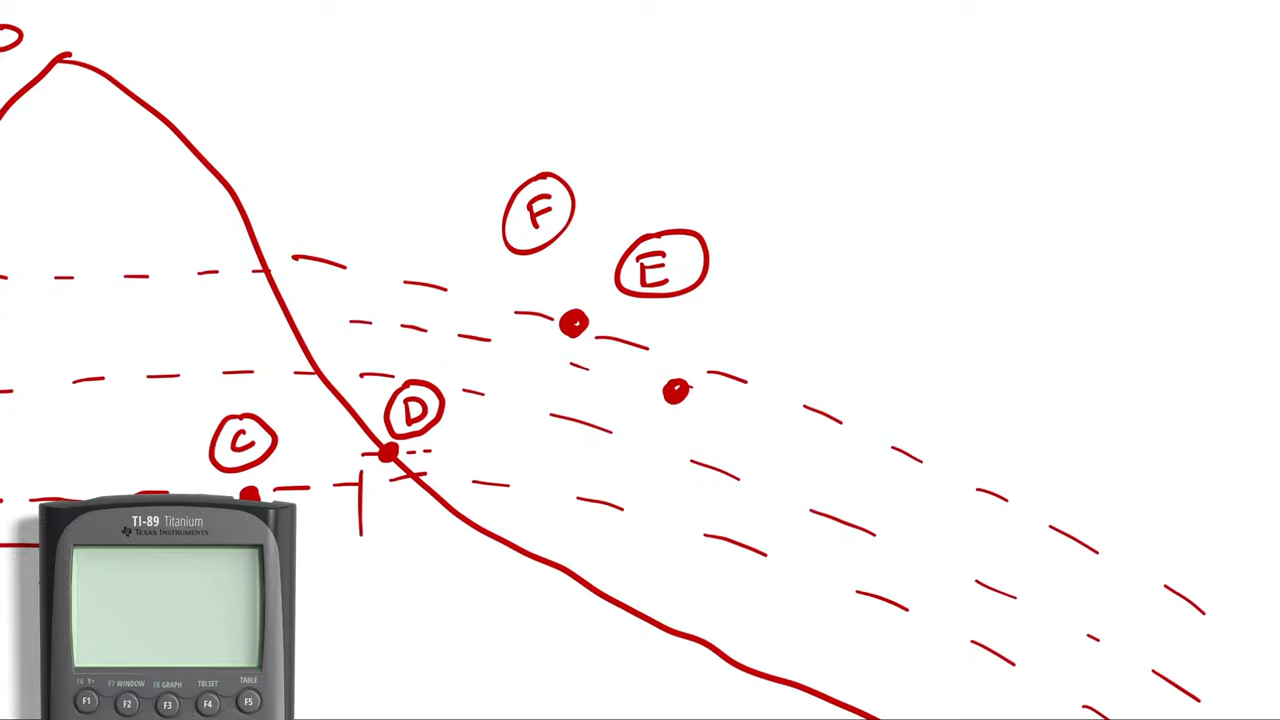 F
E
D
C
TI-89 Titanium
TEXAS INSTRUMENTS
F6 Y= F7 WINDOW F8 GRAPH TBLSET TABLE
F1 F2 F3 F4 F5